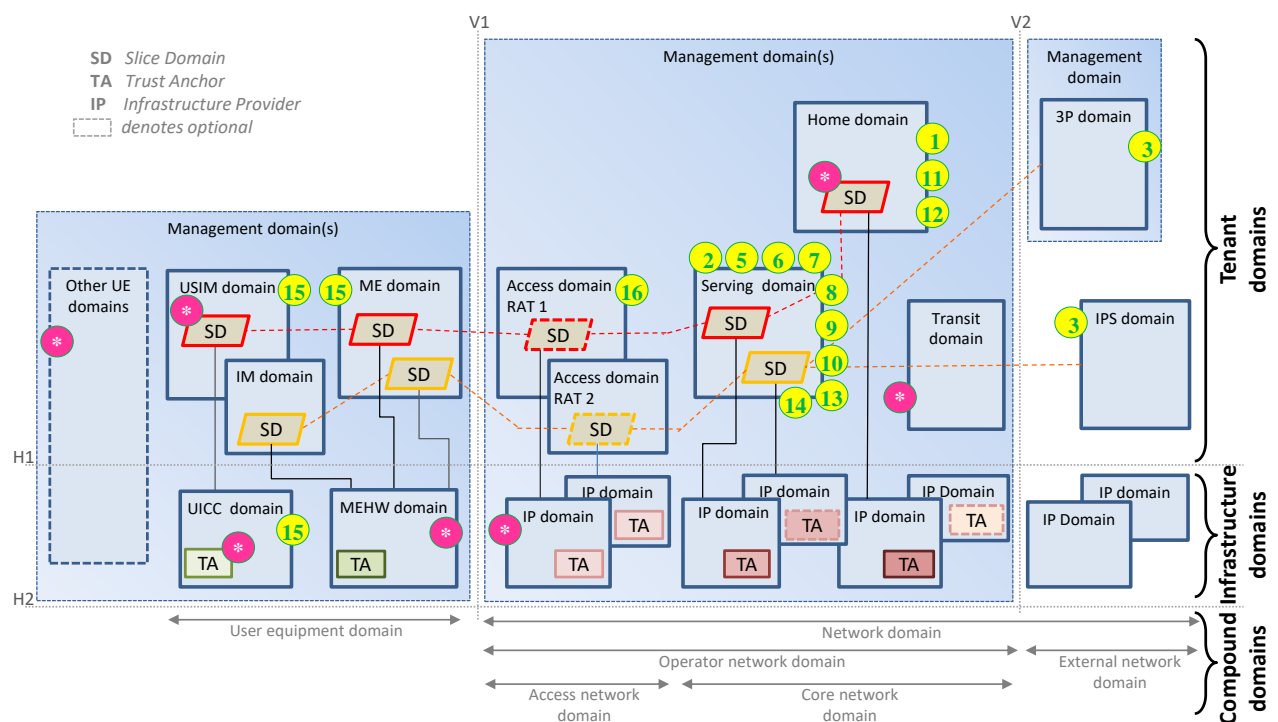 V1
V2
SD Slice Domain
TA Trust Anchor
IP Infrastructure Provider
denotes optional
Management domain(s)
Management
domain
Home domain
1
11
12
*
SD
3P domain
3
Tenant
domains
Management domain(s)
Other UE
domains
*
USIM domain
15
*
SD
15
ME domain
SD
SD
IM domain
SD
Access domain
RAT 1
16
SD
Access domain
RAT 2
SD
2
5
6
7
Serving domain
8
SD
9
SD
10
13
14
Transit
domain
*
3
IPS domain
H1
UICC domain
15
*
TA
MEHW domain
*
TA
IP domain
TA
IP domain
*
TA
IP domain
TA
IP domain
TA
IP Domain
TA
IP domain
TA
IP domain
IP Domain
Infrastructure
domains
H2
User equipment domain
Network domain
Operator network domain
External network
domain
Access network
domain
Core network
domain
Compound
domains